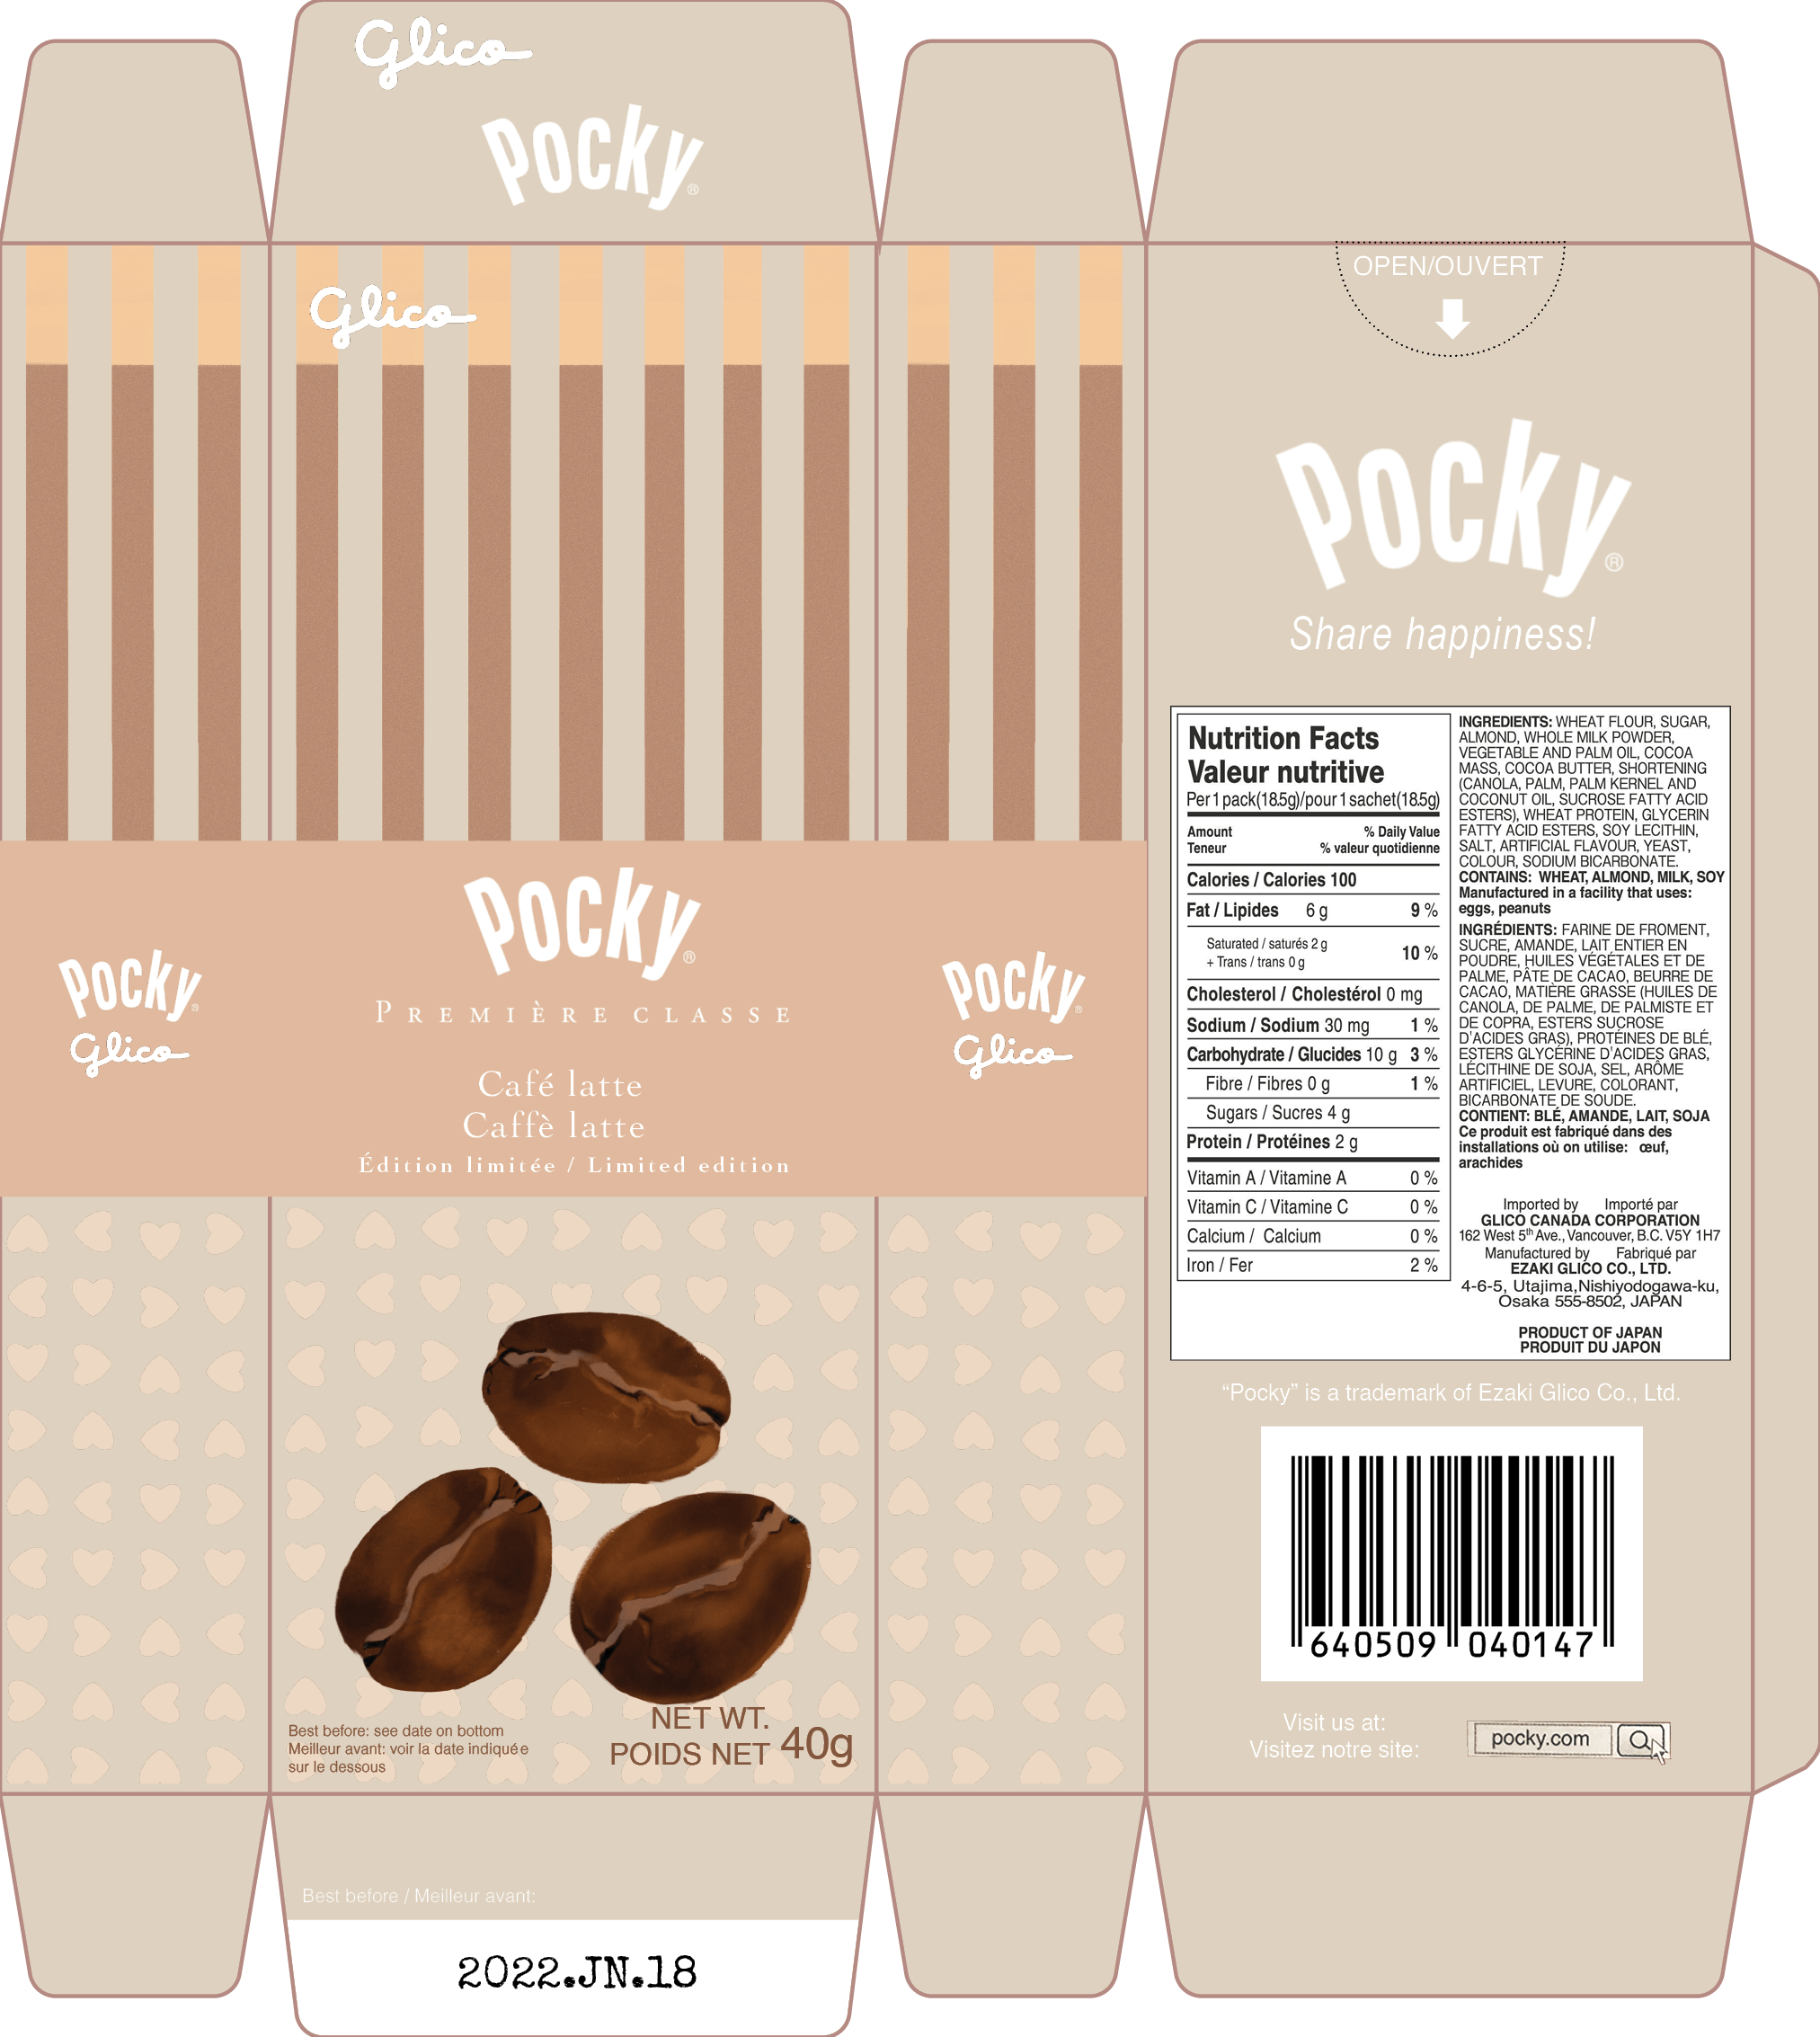 Glico
POCKY®
Glico
POCKY®
PREMIÈRE CLASSE
Café latte
Caffè latte
Édition limitée / Limited edition
POCKY®
Glico
POCKY®
Glico
Best before: see date on bottom
Meilleur avant: voir la date indiquée
sur le dessous
NET WT.
POIDS NET 40g
Best before / Meilleur avant:
2022.JN.18
OPEN/OUVERT
POCKY®
Share happiness!
Nutrition Facts
Valeur nutritive
Per 1 pack(18.5g)/pour 1 sachet(18.5g)
Amount % Daily Value
Teneur % valeur quotidienne
Calories / Calories 100
Fat / Lipides 6 g 9 %
Saturated / saturés 2 g
+ Trans / trans 0 g 10 %
Cholesterol / Cholestérol 0 mg
Sodium / Sodium 30 mg 1 %
Carbohydrate / Glucides 10 g 3 %
Fibre / Fibres 0 g 1 %
Sugars / Sucres 4 g
Protein / Protéines 2 g
Vitamin A / Vitamine A 0 %
Vitamin C / Vitamine C 0 %
Calcium / Calcium 0 %
Iron / Fer 2 %
INGREDIENTS: WHEAT FLOUR, SUGAR,
ALMOND, WHOLE MILK POWDER,
VEGETABLE AND PALM OIL, COCOA
MASS, COCOA BUTTER, SHORTENING
(CANOLA, PALM, PALM KERNEL AND
COCONUT OIL, SUCROSE FATTY ACID
ESTERS), WHEAT PROTEIN, GLYCERIN
FATTY ACID ESTERS, SOY LECITHIN,
SALT, ARTIFICIAL FLAVOUR, YEAST,
COLOUR, SODIUM BICARBONATE.
CONTAINS: WHEAT, ALMOND, MILK, SOY
Manufactured in a facility that uses:
eggs, peanuts
INGRÉDIENTS: FARINE DE FROMENT,
SUCRE, AMANDE, LAIT ENTIER EN
POUDRE, HUILES VÉGÉTALES ET DE
PALME, PÂTE DE CACAO, BEURRE DE
CACAO, MATIÈRE GRASSE (HUILES DE
CANOLA, DE PALME, DE PALMISTE ET
DE COPRA, ESTERS SUCROSE
D'ACIDES GRAS), PROTÉINES DE BLÉ,
ESTERS GLYCÉRINE D'ACIDES GRAS,
LÉCITHINE DE SOJA, SEL, ARÔME
ARTIFICIEL, LEVURE, COLORANT,
BICARBONATE DE SOUDE.
CONTIENT: BLÉ, AMANDE, LAIT, SOJA
Ce produit est fabriqué dans des
installations où on utilise: œuf,
arachides
Imported by Importé par
GLICO CANADA CORPORATION
162 West 5th Ave., Vancouver, B.C. V5Y 1H7
Manufactured by Fabriqué par
EZAKI GLICO CO., LTD.
4-6-5, Utajima,Nishiyodogawa-ku,
Osaka 555-8502, JAPAN
PRODUCT OF JAPAN
PRODUIT DU JAPON
“Pocky” is a trademark of Ezaki Glico Co., Ltd.
640509 040147
Visit us at:
Visitez notre site:
pocky.com